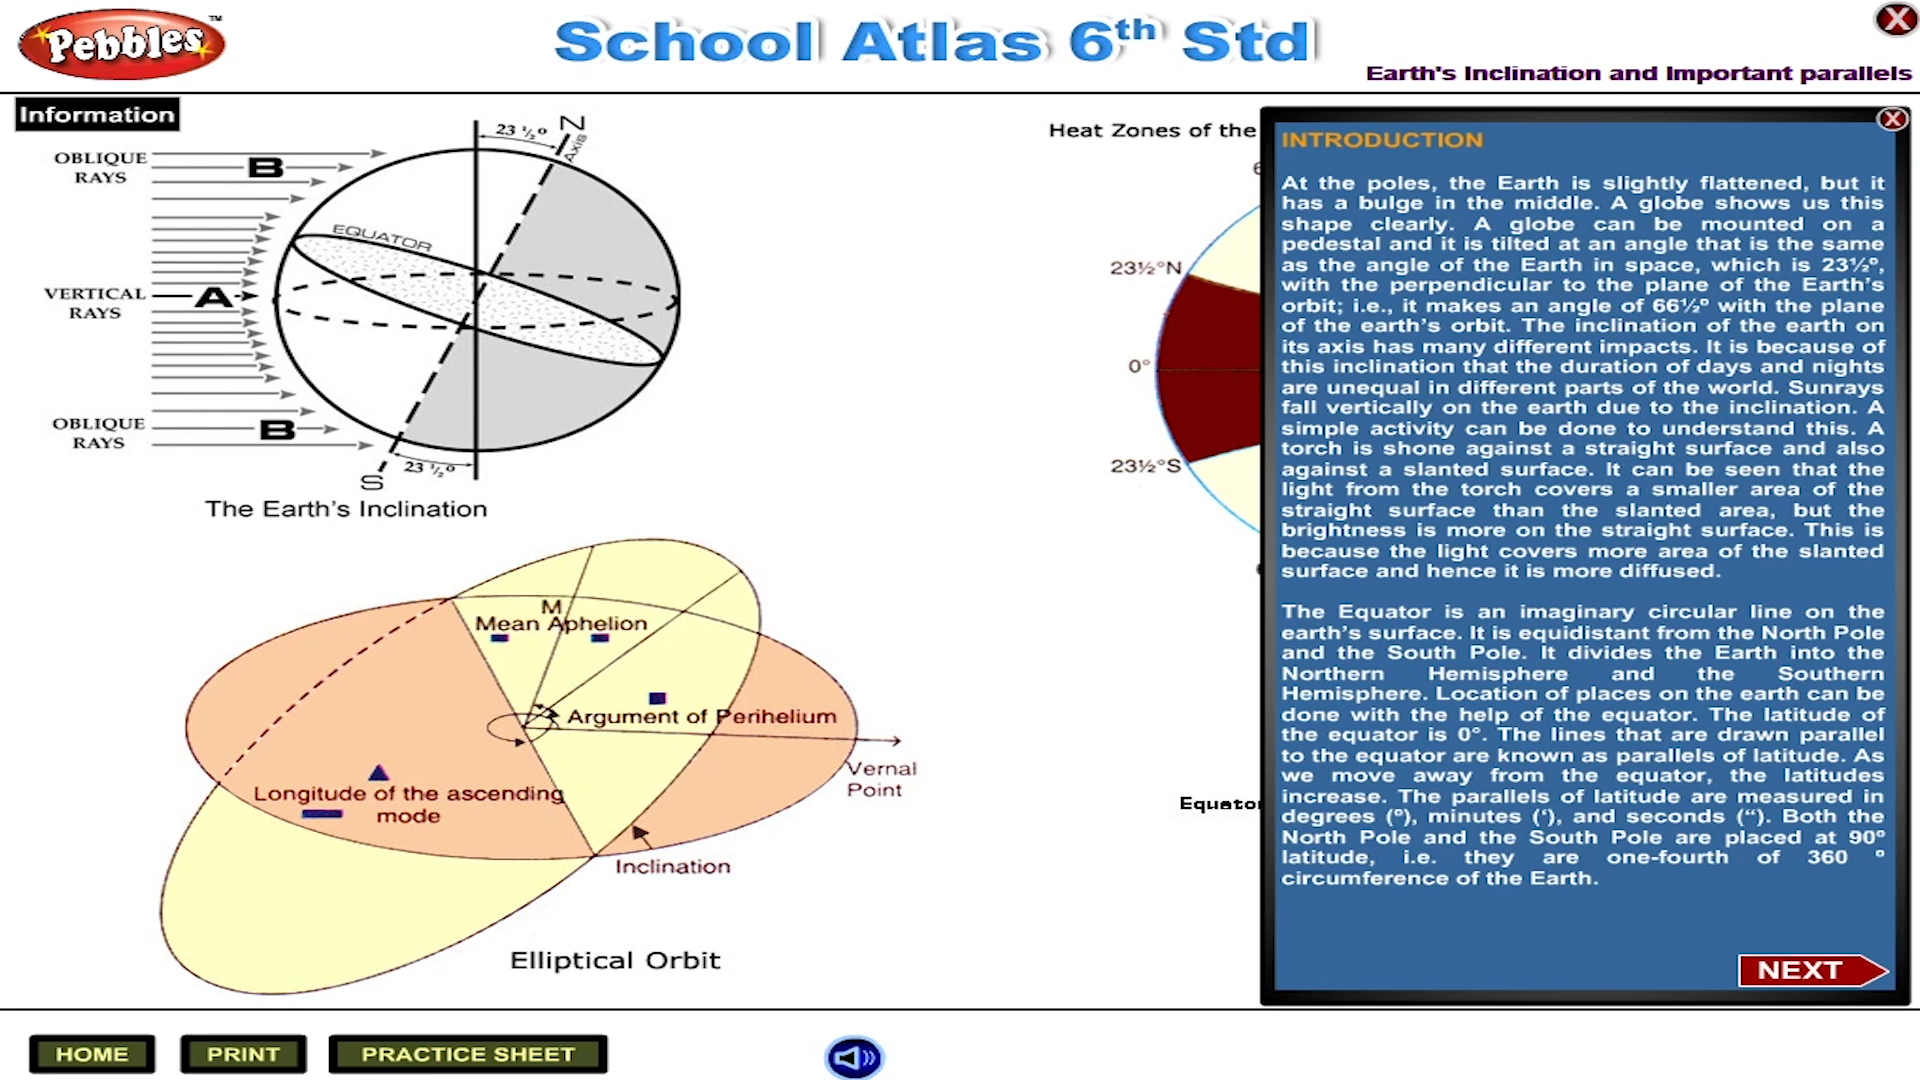 Pebbles™
School Atlas 6th Std
Earth's Inclination and Important parallels
Information
OBLIQUE
RAYS
B
23 ½°
N
Axis
EQUATOR
VERTICAL
RAYS
A
OBLIQUE
RAYS
B
23 ½°
S
The Earth's Inclination
M
Mean Aphelion
Argument of Perihelium
Vernal
Point
Longitude of the ascending
mode
Inclination
Elliptical Orbit
Heat Zones of the
6
23½°N
0°
23½°S
6
Equator
INTRODUCTION
At the poles, the Earth is slightly flattened, but it
has a bulge in the middle. A globe shows us this
shape clearly. A globe can be mounted on a
pedestal and it is tilted at an angle that is the same
as the angle of the Earth in space, which is 23½º,
with the perpendicular to the plane of the Earth's
orbit; i.e., it makes an angle of 66½º with the plane
of the earth's orbit. The inclination of the earth on
its axis has many different impacts. It is because of
this inclination that the duration of days and nights
are unequal in different parts of the world. Sunrays
fall vertically on the earth due to the inclination. A
simple activity can be done to understand this. A
torch is shone against a straight surface and also
against a slanted surface. It can be seen that the
light from the torch covers a smaller area of the
straight surface than the slanted area, but the
brightness is more on the straight surface. This is
because the light covers more area of the slanted
surface and hence it is more diffused.
The Equator is an imaginary circular line on the
earth's surface. It is equidistant from the North Pole
and the South Pole. It divides the Earth into the
Northern Hemisphere and the Southern
Hemisphere. Location of places on the earth can be
done with the help of the equator. The latitude of
the equator is 0°. The lines that are drawn parallel
to the equator are known as parallels of latitude. As
we move away from the equator, the latitudes
increase. The parallels of latitude are measured in
degrees (º), minutes (‘), and seconds (“). Both the
North Pole and the South Pole are placed at 90º
latitude, i.e. they are one-fourth of 360 º
circumference of the Earth.
NEXT
HOME
PRINT
PRACTICE SHEET